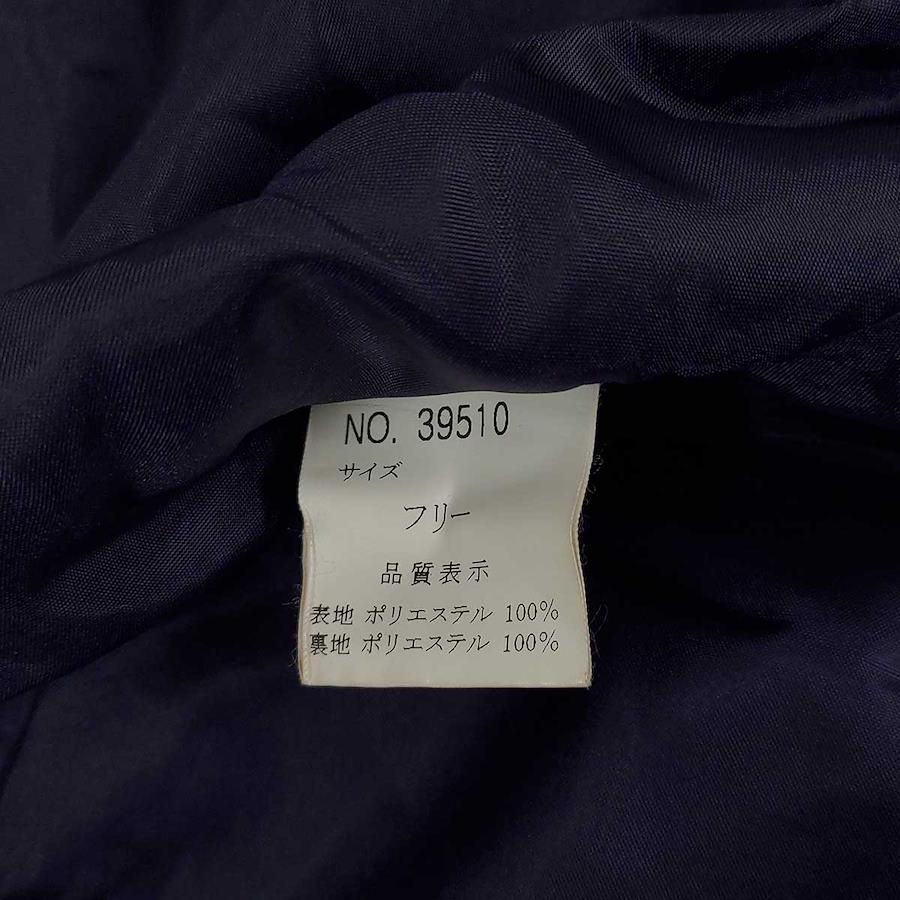 NO. 39510
サイズ
フリー
品質表示
表地 ポリエステル 100%
裏地 ポリエステル 100%